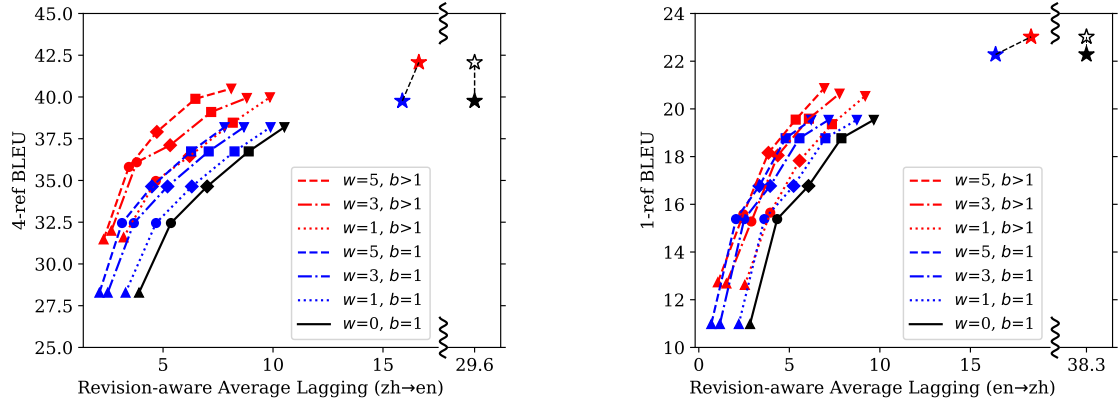 45.0
42.5
40.0
37.5
35.0
32.5
30.0
27.5
25.0
4-ref BLEU
w=5, b>1
w=3, b>1
w=1, b>1
w=5, b=1
w=3, b=1
w=1, b=1
w=0, b=1
5 10 15 29.6
Revision-aware Average Lagging (zh→en)
24
22
20
18
16
14
12
10
1-ref BLEU
w=5, b>1
w=3, b>1
w=1, b>1
w=5, b=1
w=3, b=1
w=1, b=1
w=0, b=1
0 5 10 15 38.3
Revision-aware Average Lagging (en→zh)